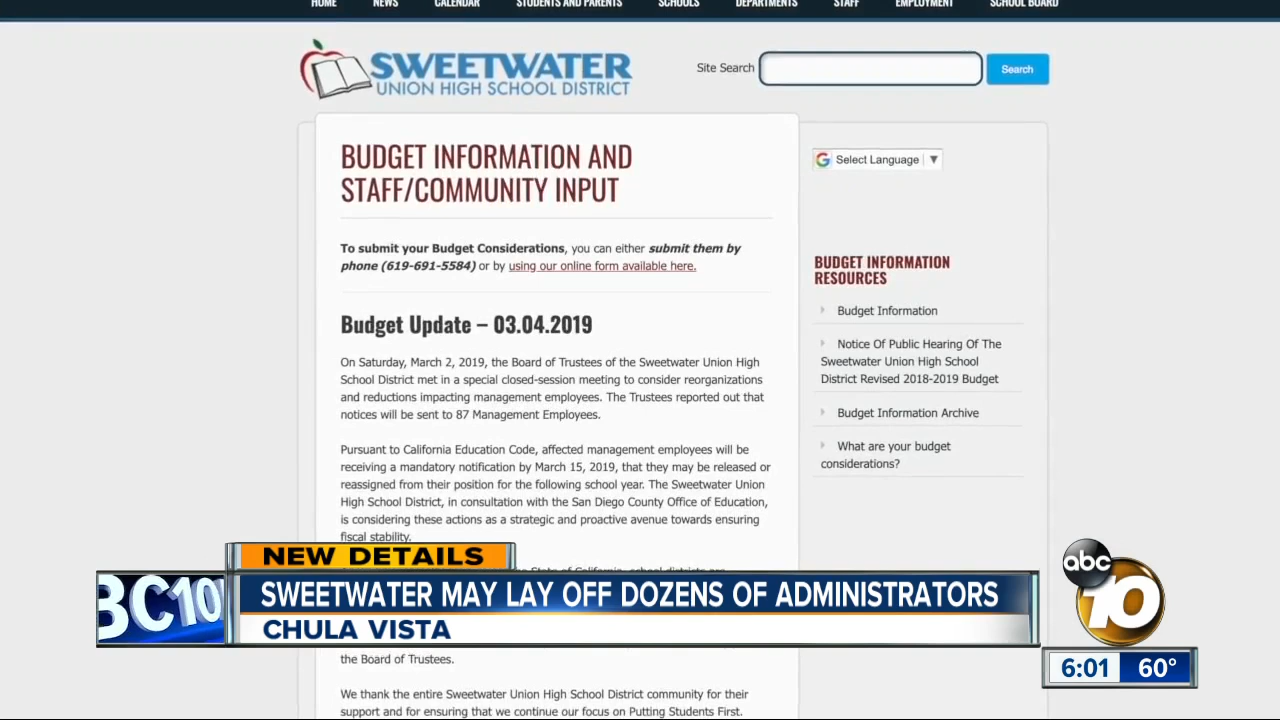 HOME NEWS CALENDAR STUDENTS AND PARENTS SCHOOLS DEPARTMENTS STAFF EMPLOYMENT SCHOOL BOARD
SWEETWATER
UNION HIGH SCHOOL DISTRICT
Site Search
Search
BUDGET INFORMATION AND
STAFF/COMMUNITY INPUT
To submit your Budget Considerations, you can either submit them by
phone (619-691-5584) or by using our online form available here.
Budget Update – 03.04.2019
On Saturday, March 2, 2019, the Board of Trustees of the Sweetwater Union High
School District met in a special closed-session meeting to consider reorganizations
and reductions impacting management employees. The Trustees reported out that
notices will be sent to 87 Management Employees.
Pursuant to California Education Code, affected management employees will be
receiving a mandatory notification by March 15, 2019, that they may be released or
reassigned from their position for the following school year. The Sweetwater Union
High School District, in consultation with the San Diego County Office of Education,
is considering these actions as a strategic and proactive avenue towards ensuring
fiscal stability.
State of California, school districts are
the Board of Trustees.
We thank the entire Sweetwater Union High School District community for their
support and for ensuring that we continue our focus on Putting Students First.
Select Language ▼
BUDGET INFORMATION
RESOURCES
Budget Information
Notice Of Public Hearing Of The
Sweetwater Union High School
District Revised 2018-2019 Budget
Budget Information Archive
What are your budget
considerations?
NEW DETAILS
BC10
SWEETWATER MAY LAY OFF DOZENS OF ADMINISTRATORS
CHULA VISTA
abc
10
6:01 60°